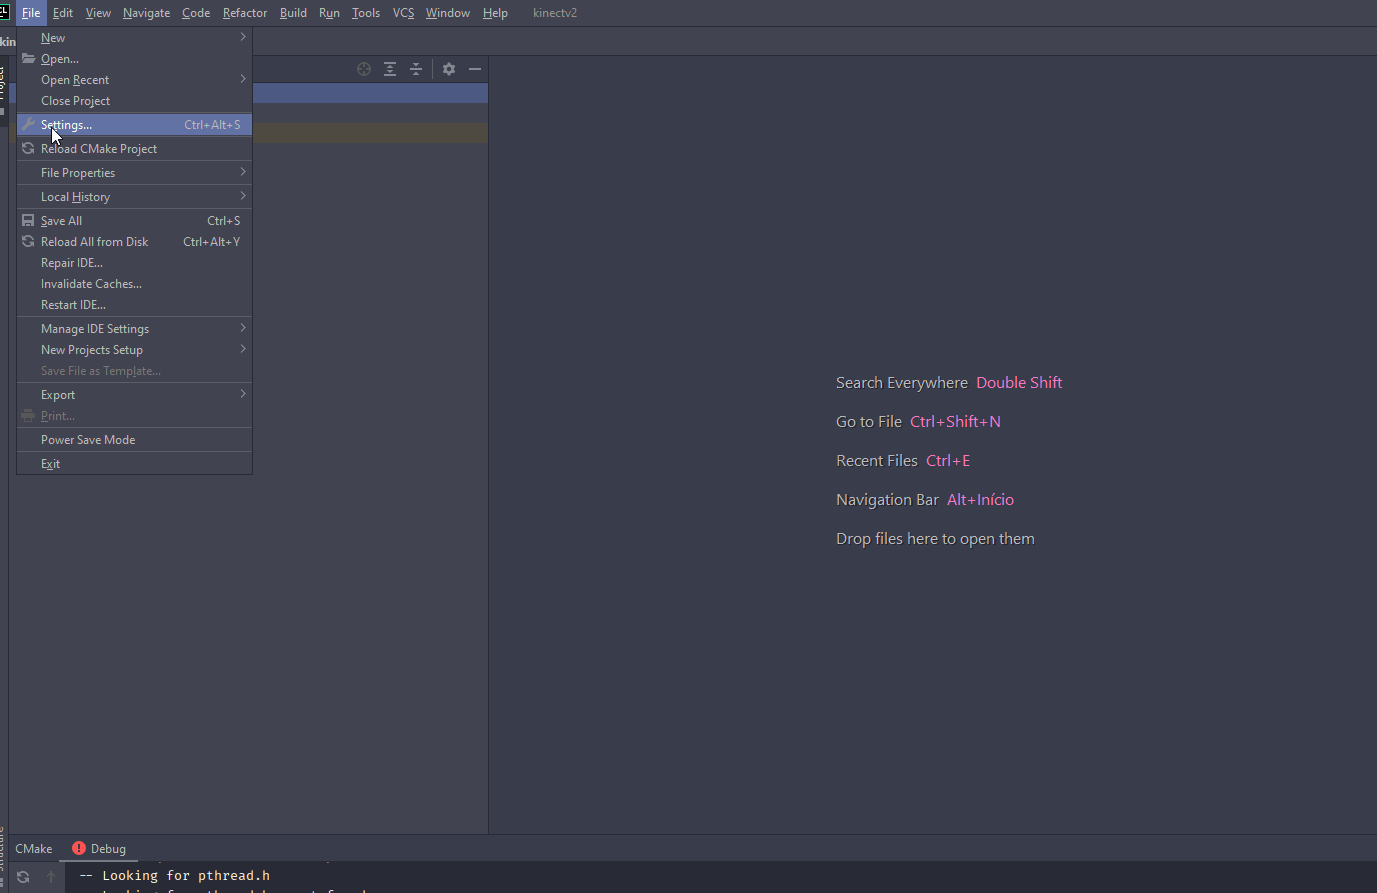 CL File Edit View Navigate Code Refactor Build Run Tools VCS Window Help kinectv2
kin
Project
New
Open...
Open Recent
Close Project
Settings... Ctrl+Alt+S
Reload CMake Project
File Properties
Local History
Save All Ctrl+S
Reload All from Disk Ctrl+Alt+Y
Repair IDE...
Invalidate Caches...
Restart IDE...
Manage IDE Settings
New Projects Setup
Save File as Template...
Export
Print...
Power Save Mode
Exit
Search Everywhere Double Shift
Go to File Ctrl+Shift+N
Recent Files Ctrl+E
Navigation Bar Alt+Início
Drop files here to open them
Structure
CMake Debug
-- Looking for pthread.h